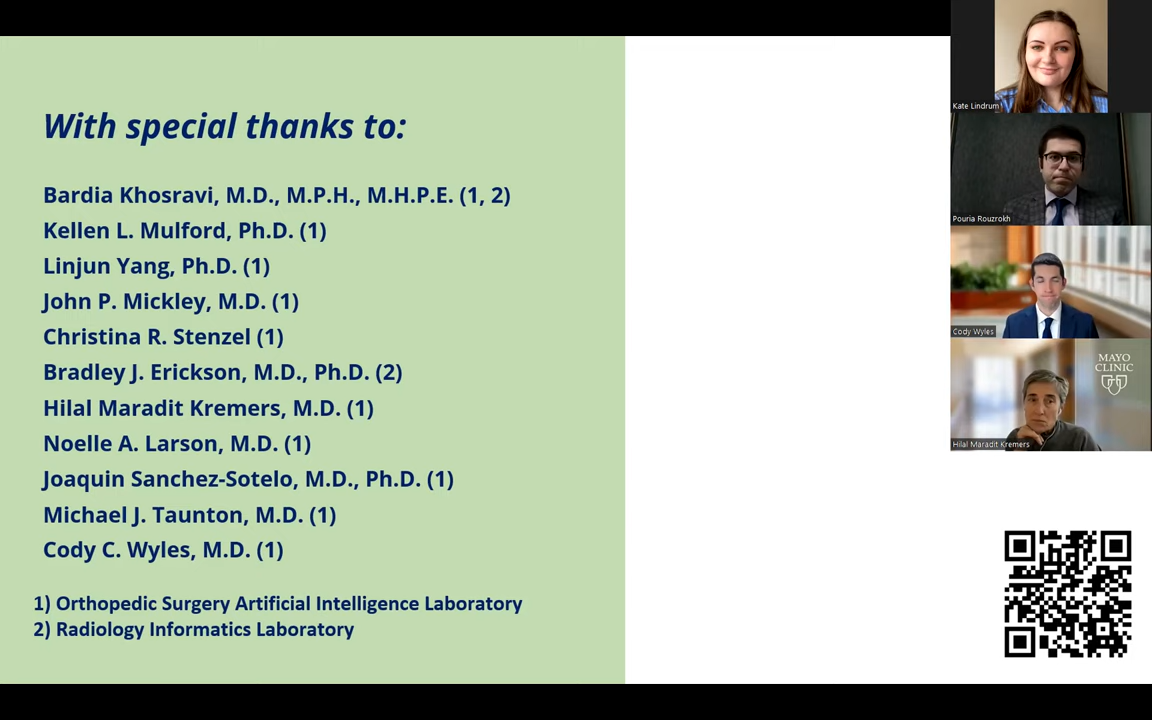 With special thanks to:
Bardia Khosravi, M.D., M.P.H., M.H.P.E. (1, 2)
Kellen L. Mulford, Ph.D. (1)
Linjun Yang, Ph.D. (1)
John P. Mickley, M.D. (1)
Christina R. Stenzel (1)
Bradley J. Erickson, M.D., Ph.D. (2)
Hilal Maradit Kremers, M.D. (1)
Noelle A. Larson, M.D. (1)
Joaquin Sanchez-Sotelo, M.D., Ph.D. (1)
Michael J. Taunton, M.D. (1)
Cody C. Wyles, M.D. (1)
1) Orthopedic Surgery Artificial Intelligence Laboratory
2) Radiology Informatics Laboratory
Kate Lindrum
Pouria Rouzrokh
Cody Wyles
MAYO
CLINIC
Hilal Maradit Kremers